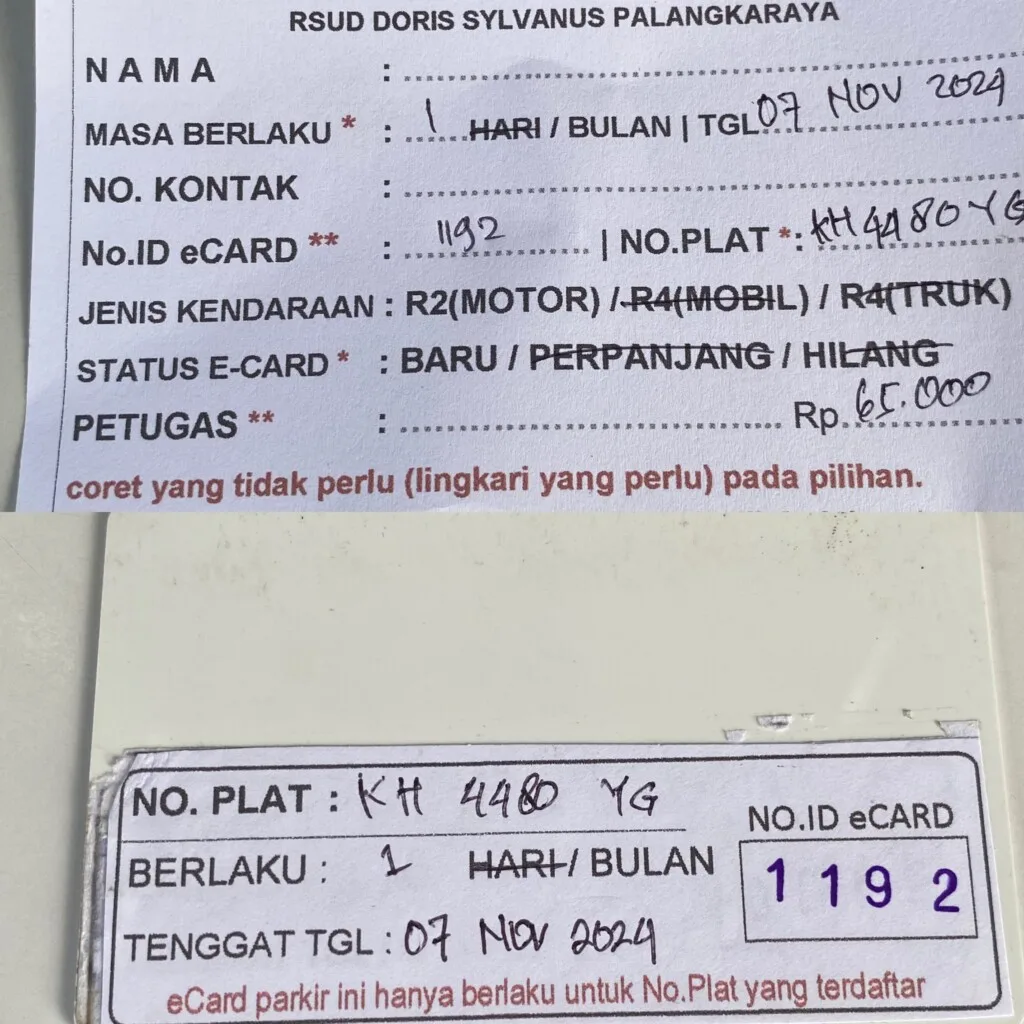 RSUD DORIS SYLVANUS PALANGKARAYA
N A M A :
MASA BERLAKU * : 1 HARI / BULAN | TGL 07 NOV 2024
NO. KONTAK :
No.ID eCARD ** : 1192 | NO.PLAT *: KH 4480 YG
JENIS KENDARAAN : R2(MOTOR) / R4(MOBIL) / R4(TRUK)
STATUS E-CARD * : BARU / PERPANJANG / HILANG
PETUGAS ** : Rp. 65.000
coret yang tidak perlu (lingkari yang perlu) pada pilihan.
NO. PLAT : KH 4480 YG
NO.ID eCARD
BERLAKU : 1 HARI / BULAN
1 1 9 2
TENGGAT TGL : 07 NOV 2024
eCard parkir ini hanya berlaku untuk No.Plat yang terdaftar